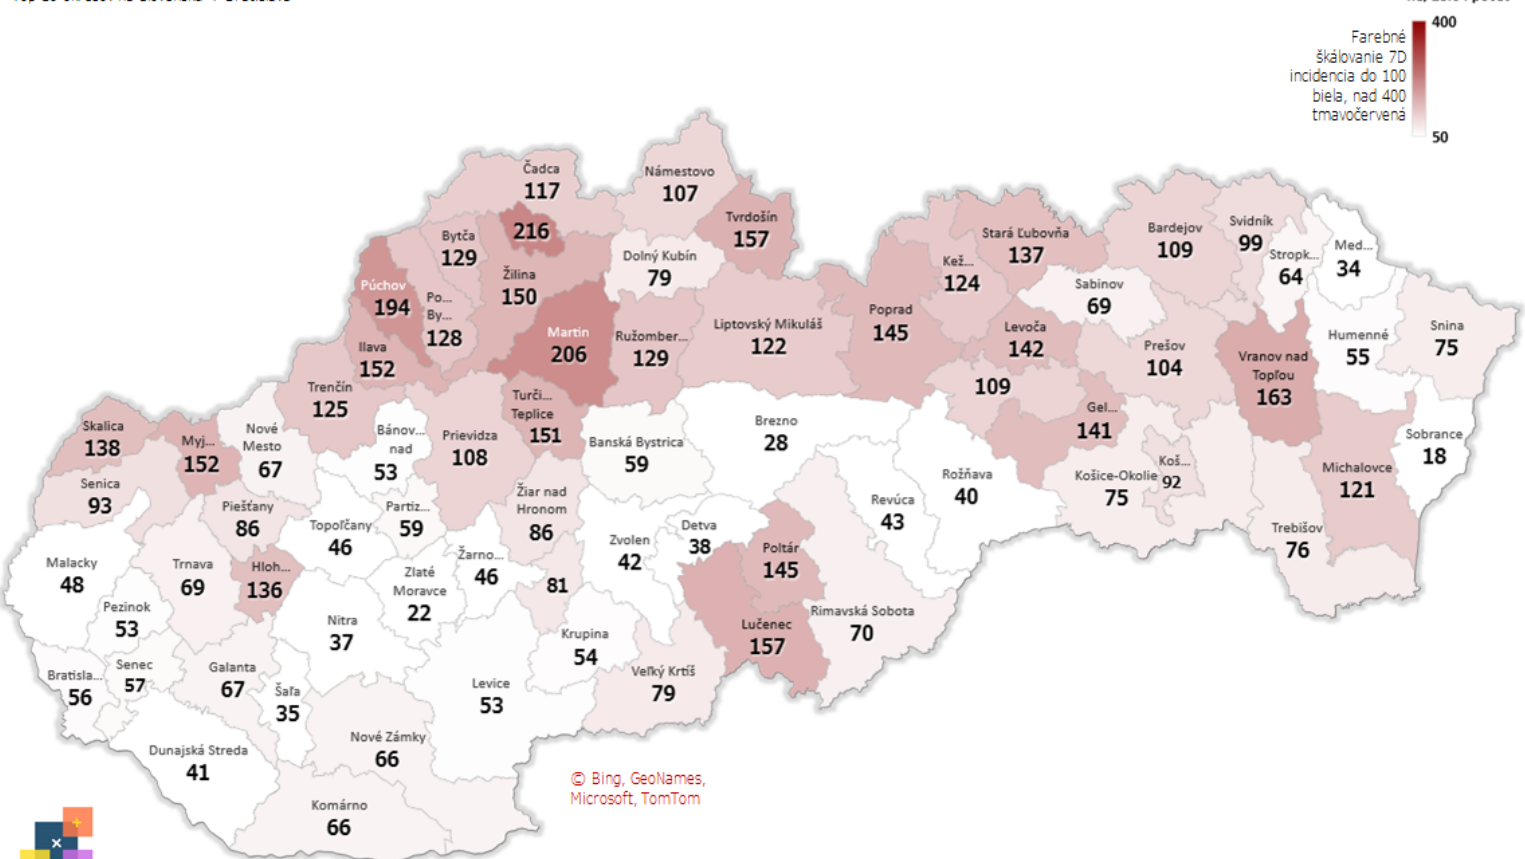 400
Farebné
škálovanie 7D
incidencia do 100
biela, nad 400
tmavočervená
50
Čadca
117
Námestovo
107
Tvrdošín
157
216
Bytča
129
Dolný Kubín
79
Žilina
150
Púchov
194
Po...
By...
128
Martin
206
Ružomber...
129
Liptovský Mikuláš
122
Poprad
145
Kež...
124
Stará Ľubovňa
137
Bardejov
109
Svidník
99
Stropk...
64
Med...
34
Sabinov
69
Levoča
142
Prešov
104
Vranov nad
Topľou
163
Humenné
55
Snina
75
Ilava
152
Trenčín
125
Turči...
Teplice
151
109
Gel...
141
Skalica
138
Myj...
152
Nové
Mesto
67
Bánov...
nad
53
Prievidza
108
Banská Bystrica
59
Brezno
28
Sobrance
18
Senica
93
Piešťany
86
Topoľčany
46
Partiz...
59
Žiar nad
Hronom
86
Revúca
43
Rožňava
40
Košice-Okolie
75
Koš...
92
Michalovce
121
Trebišov
76
Malacky
48
Trnava
69
Hloh...
136
Zlaté
Moravce
22
Žarno...
46
Zvolen
42
Detva
38
Poltár
145
81
Pezinok
53
Nitra
37
Krupina
54
Lučenec
157
Rimavská Sobota
70
Bratisla...
56
Senec
57
Galanta
67
Šaľa
35
Levice
53
Veľký Krtíš
79
Dunajská Streda
41
Nové Zámky
66
Komárno
66
© Bing, GeoNames,
Microsoft, TomTom